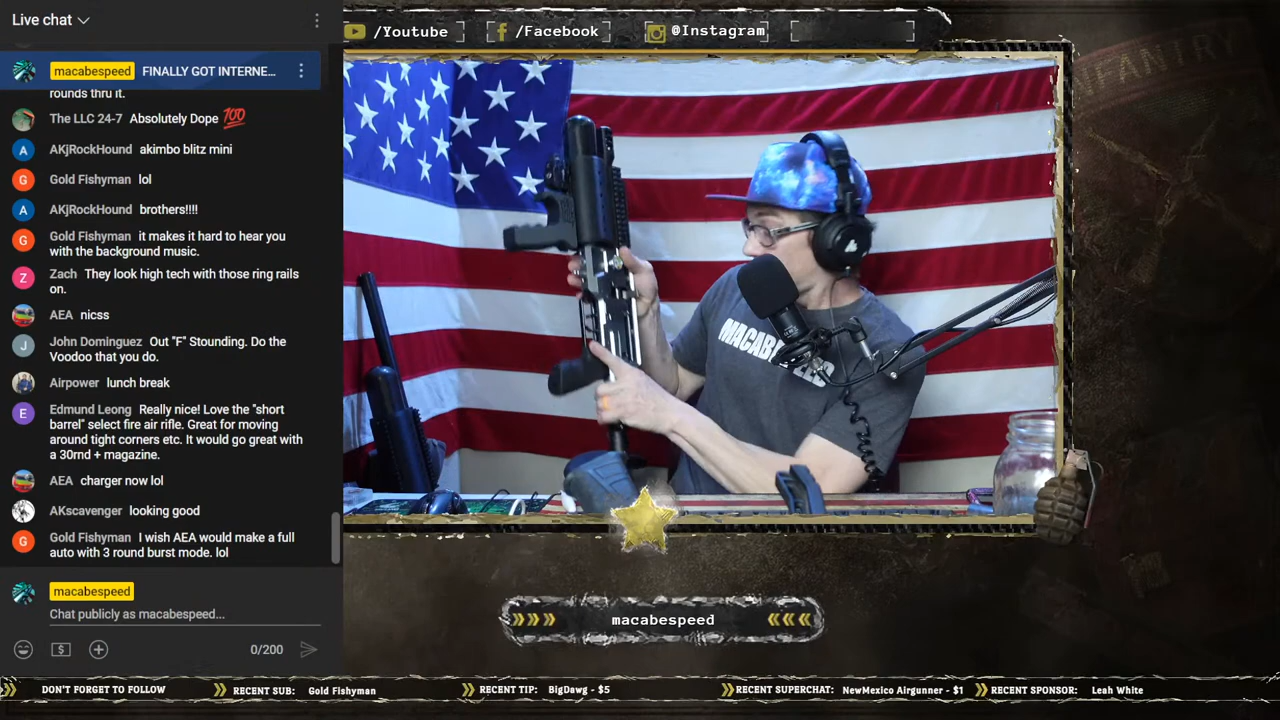 Live chat
macabespeed FINALLY GOT INTERNE...
rounds thru it.
The LLC 24-7 Absolutely Dope 💯
AKjRockHound akimbo blitz mini
Gold Fishyman lol
AKjRockHound brothers!!!!
Gold Fishyman it makes it hard to hear you
with the background music.
Zach They look high tech with those ring rails
on.
AEA nicss
John Dominguez Out "F" Stounding. Do the
Voodoo that you do.
Airpower lunch break
Edmund Leong Really nice! Love the "short
barrel" select fire air rifle. Great for moving
around tight corners etc. It would go great with
a 30rnd + magazine.
AEA charger now lol
AKscavenger looking good
Gold Fishyman I wish AEA would make a full
auto with 3 round burst mode. lol
macabespeed
Chat publicly as macabespeed...
0/200
/Youtube
/Facebook
@Instagram
INFANTRY
macabespeed
DON'T FORGET TO FOLLOW
RECENT SUB: Gold Fishyman
RECENT TIP: BigDawg - $5
RECENT SUPERCHAT: NewMexico Airgunner - $1
RECENT SPONSOR: Leah White